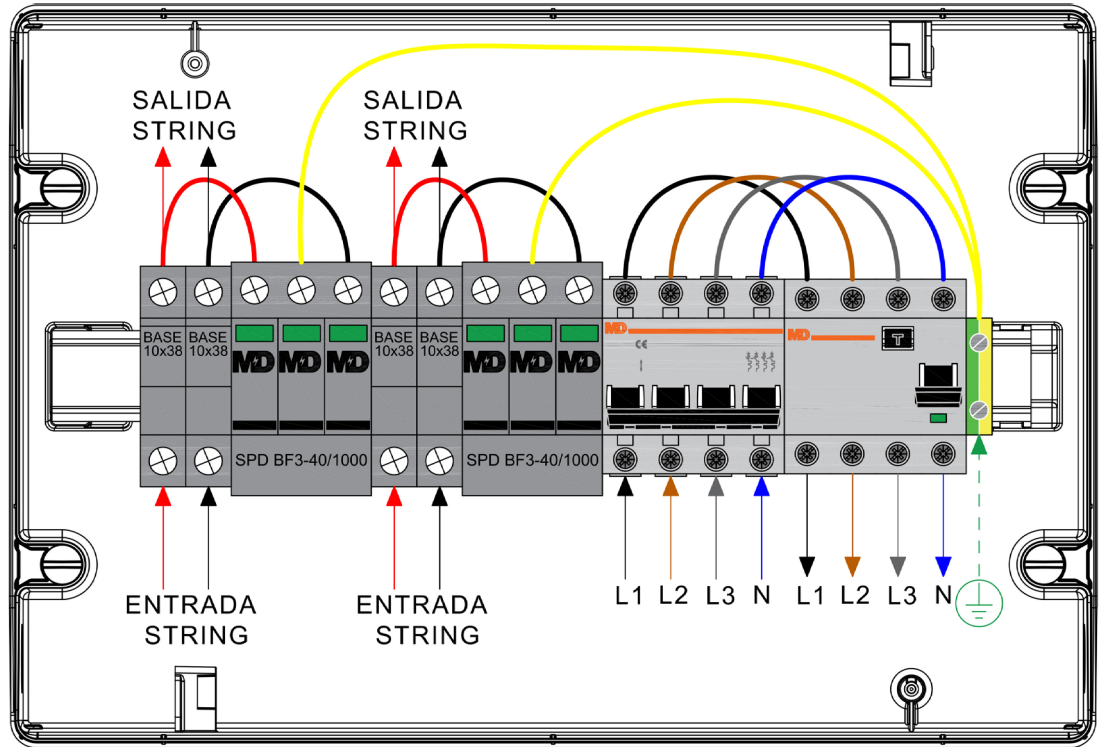 SALIDA
STRING
SALIDA
STRING
BASE
10x38
BASE
10x38
MD
MD
MD
SPD BF3-40/1000
BASE
10x38
BASE
10x38
MD
MD
MD
SPD BF3-40/1000
MD
CE
I
MD
T
ENTRADA
STRING
ENTRADA
STRING
L1 L2 L3 N L1 L2 L3 N